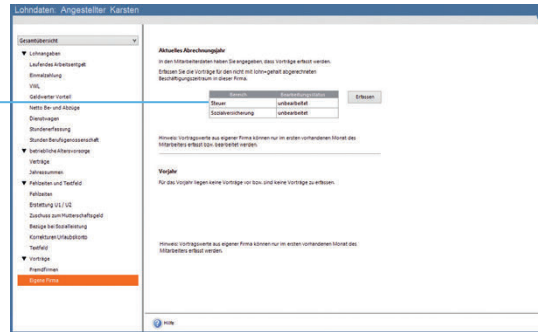 Lohndaten: Angestellter Karsten
Gesamtübersicht
Lohnangaben
Laufendes Arbeitsentgelt
Einmalzahlung
VWL
Geldwerter Vorteil
Netto Be- und Abzüge
Dienstwagen
Stundenerfassung
Stunden Berufsgenossenschaft
betriebliche Altersvorsorge
Verträge
Jahressummen
Fehlzeiten und Textfeld
Fehlzeiten
Erstattung U1 / U2
Zuschuss zum Mutterschaftsgeld
Bezüge bei Sozialleistung
Korrekturen Urlaubskonto
Textfeld
Vorträge
Fremdfirmen
Eigene Firma
Aktuelles Abrechnungsjahr
In den Mitarbeiterdaten haben Sie angegeben, dass Vorträge erfasst werden.
Erfassen Sie die Vorträge für den nicht mit lohn+gehalt abgerechneten
Beschäftigungszeitraum in dieser Firma.
Bereich Bearbeitungsstatus
Steuer unbearbeitet
Sozialversicherung unbearbeitet
Erfassen
Hinweis: Vortragswerte aus eigener Firma können nur im ersten vorhandenen Monat des
Mitarbeiters erfasst bzw. bearbeitet werden.
Vorjahr
Für das Vorjahr liegen keine Vorträge vor bzw. sind keine Vorträge zu erfassen.
Hinweis: Vortragswerte aus eigener Firma können nur im ersten vorhandenen Monat des
Mitarbeiters erfasst werden.
Hilfe